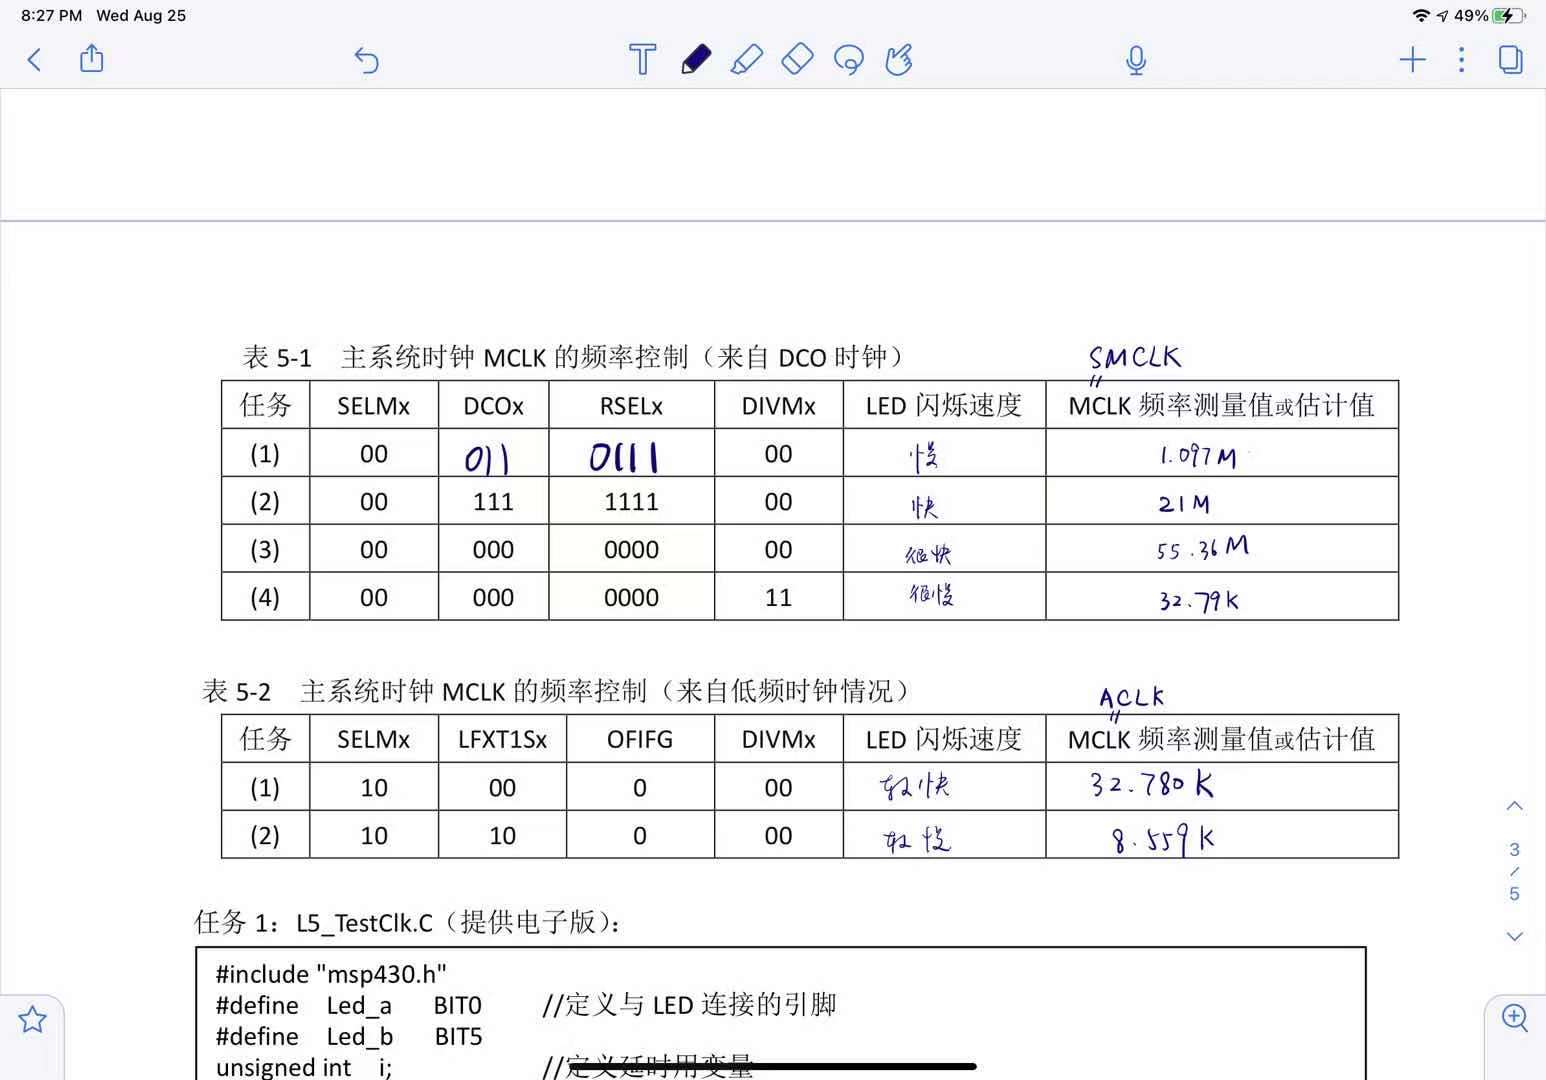 8:27 PM Wed Aug 25
49%
表 5-1 主系统时钟 MCLK 的频率控制（来自 DCO 时钟） SMCLK
任务 SELMx DCOx RSELx DIVMx LED 闪烁速度 MCLK 频率测量值或估计值
(1) 00 011 0111 00 慢 1.097M
(2) 00 111 1111 00 快 21M
(3) 00 000 0000 00 很快 55.36M
(4) 00 000 0000 11 很慢 32.79K
表 5-2 主系统时钟 MCLK 的频率控制（来自低频时钟情况） ACLK
任务 SELMx LFXT1Sx OFIFG DIVMx LED 闪烁速度 MCLK 频率测量值或估计值
(1) 10 00 0 00 较快 32.780K
(2) 10 10 0 00 较慢 8.559K
3
/
5
任务 1： L5_TestClk.C（提供电子版）：
#include "msp430.h"
#define Led_a BIT0 //定义与 LED 连接的引脚
#define Led_b BIT5
unsigned int i; //定义延时用变量